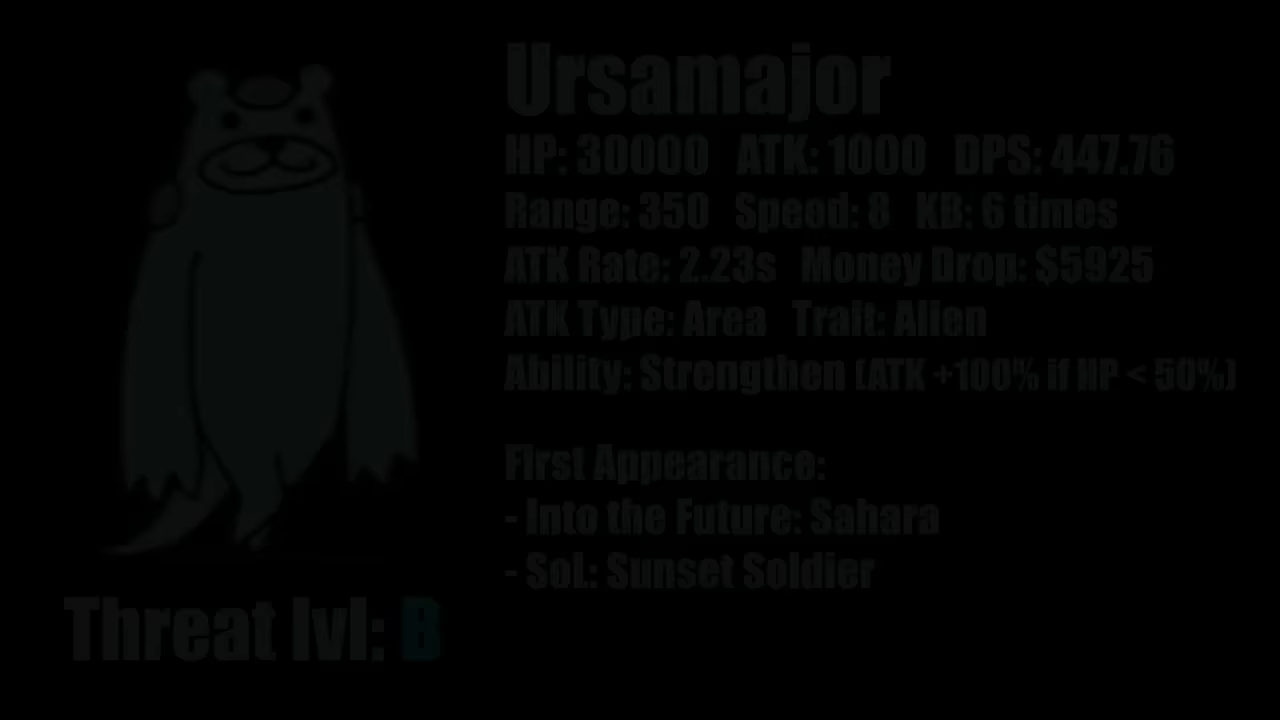 Ursamajor
HP: 30000 ATK: 1000 DPS: 447.76
Range: 350 Speed: 8 KB: 6 times
ATK Rate: 2.23s Money Drop: $5925
ATK Type: Area Trait: Alien
Ability: Strengthen (ATK +100% if HP < 50%)
First Appearance:
- Into the Future: Sahara
- SoL: Sunset Soldier
Threat lvl: B